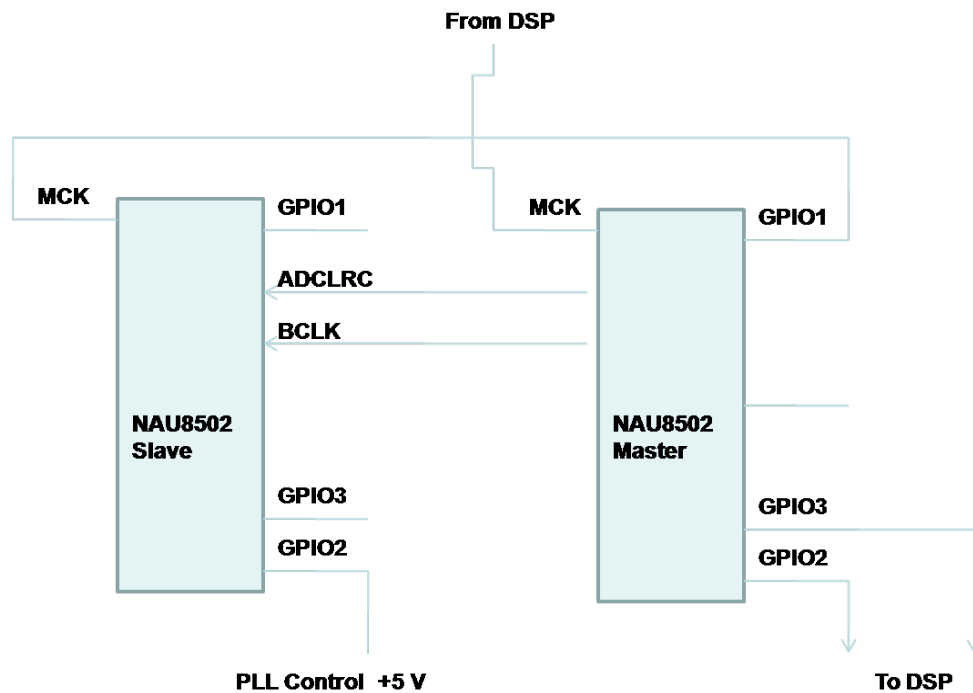 From DSP
MCK
GPIO1
MCK
GPIO1
ADCLRC
BCLK
NAU8502
Slave
NAU8502
Master
GPIO3
GPIO3
GPIO2
GPIO2
PLL Control +5 V
To DSP